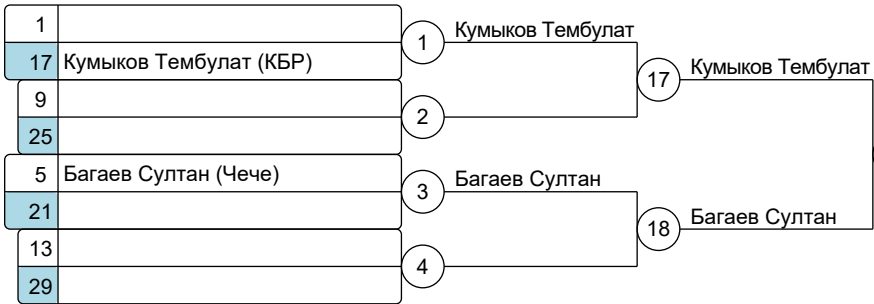 1
17 Кумыков Тембулат (КБР)
1 Кумыков Тембулат
9
25
2
17 Кумыков Тембулат
5 Багаев Султан (Чече)
21
3 Багаев Султан
13
29
4
18 Багаев Султан